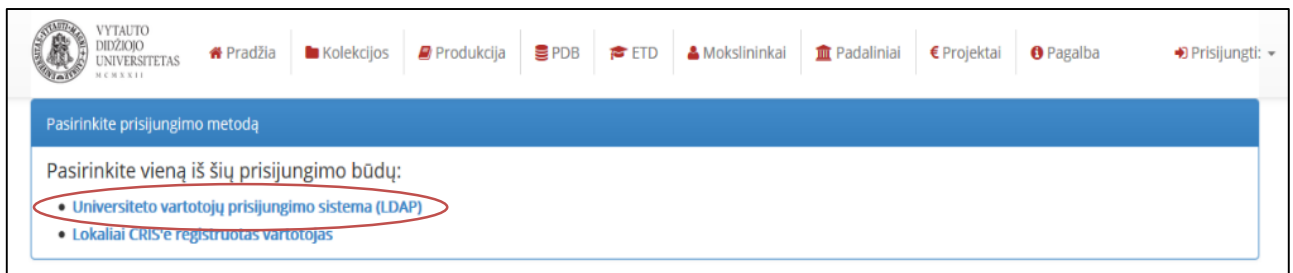 VYTAUTO
DIDŽIOJO
UNIVERSITETAS
MCMXXII
Pradžia Kolekcijos Produkcija PDB ETD Mokslininkai Padaliniai Projektai Pagalba Prisijungti:
Pasirinkite prisijungimo metodą
Pasirinkite vieną iš šių prisijungimo būdų:
• Universiteto vartotojų prisijungimo sistema (LDAP)
• Lokaliai CRIS'e registruotas vartotojas